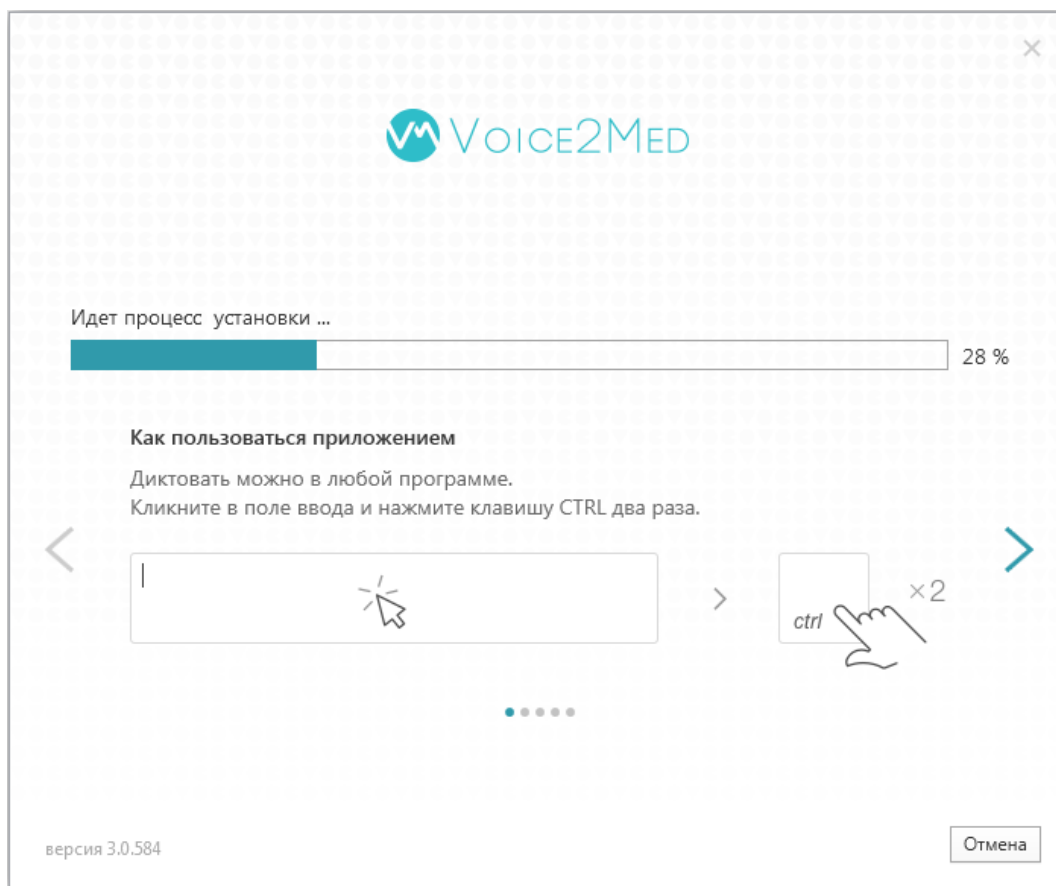 VOICE2MED
Идет процесс установки ...
28 %
Как пользоваться приложением
Диктовать можно в любой программе.
Кликните в поле ввода и нажмите клавишу CTRL два раза.
ctrl
×2
версия 3.0.584
Отмена